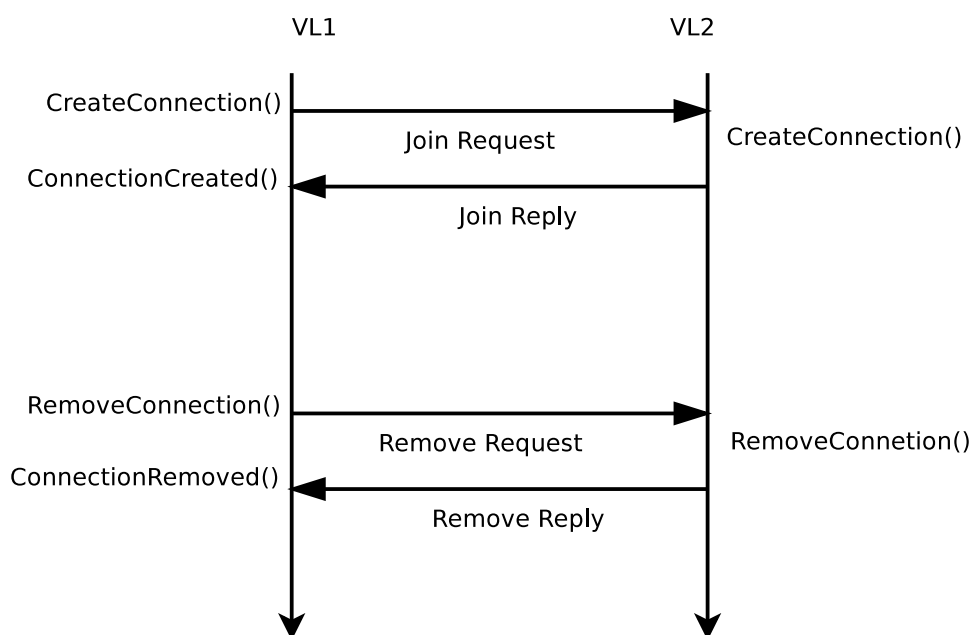 VL1
VL2
CreateConnection()
Join Request
CreateConnection()
ConnectionCreated()
Join Reply
RemoveConnection()
Remove Request
RemoveConnetion()
ConnectionRemoved()
Remove Reply